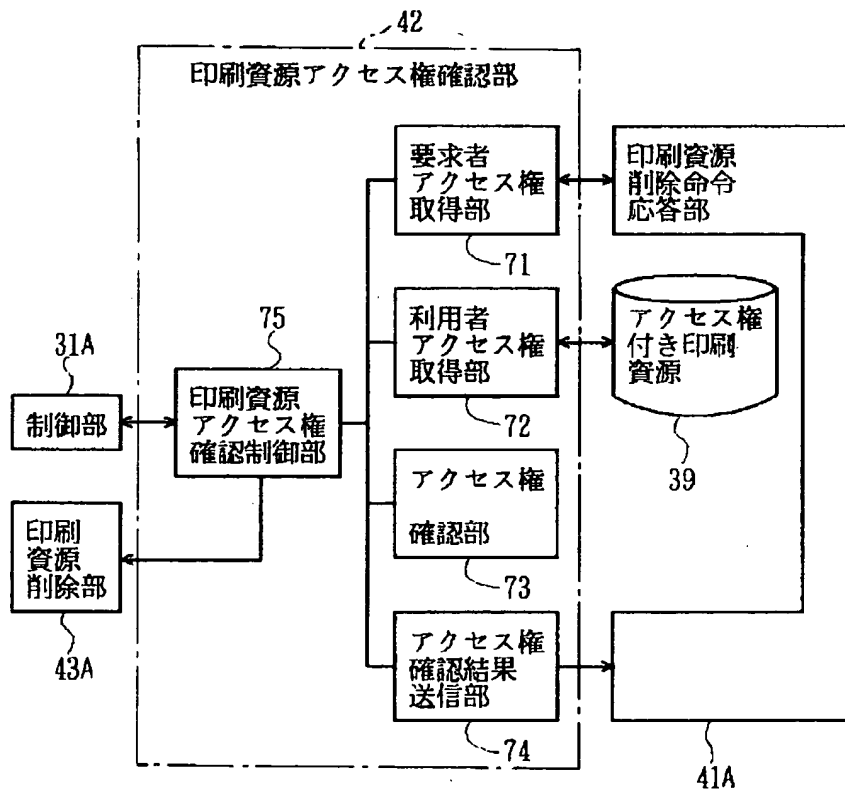 42
印刷資源アクセス権確認部
要求者
アクセス権
取得部
71
印刷資源
削除命令
応答部
利用者
アクセス権
取得部
72
アクセス権
付き印刷
資源
39
75
印刷資源
アクセス権
確認制御部
31A
制御部
印刷
資源
削除部
43A
アクセス権
確認部
73
アクセス権
確認結果
送信部
74
41A